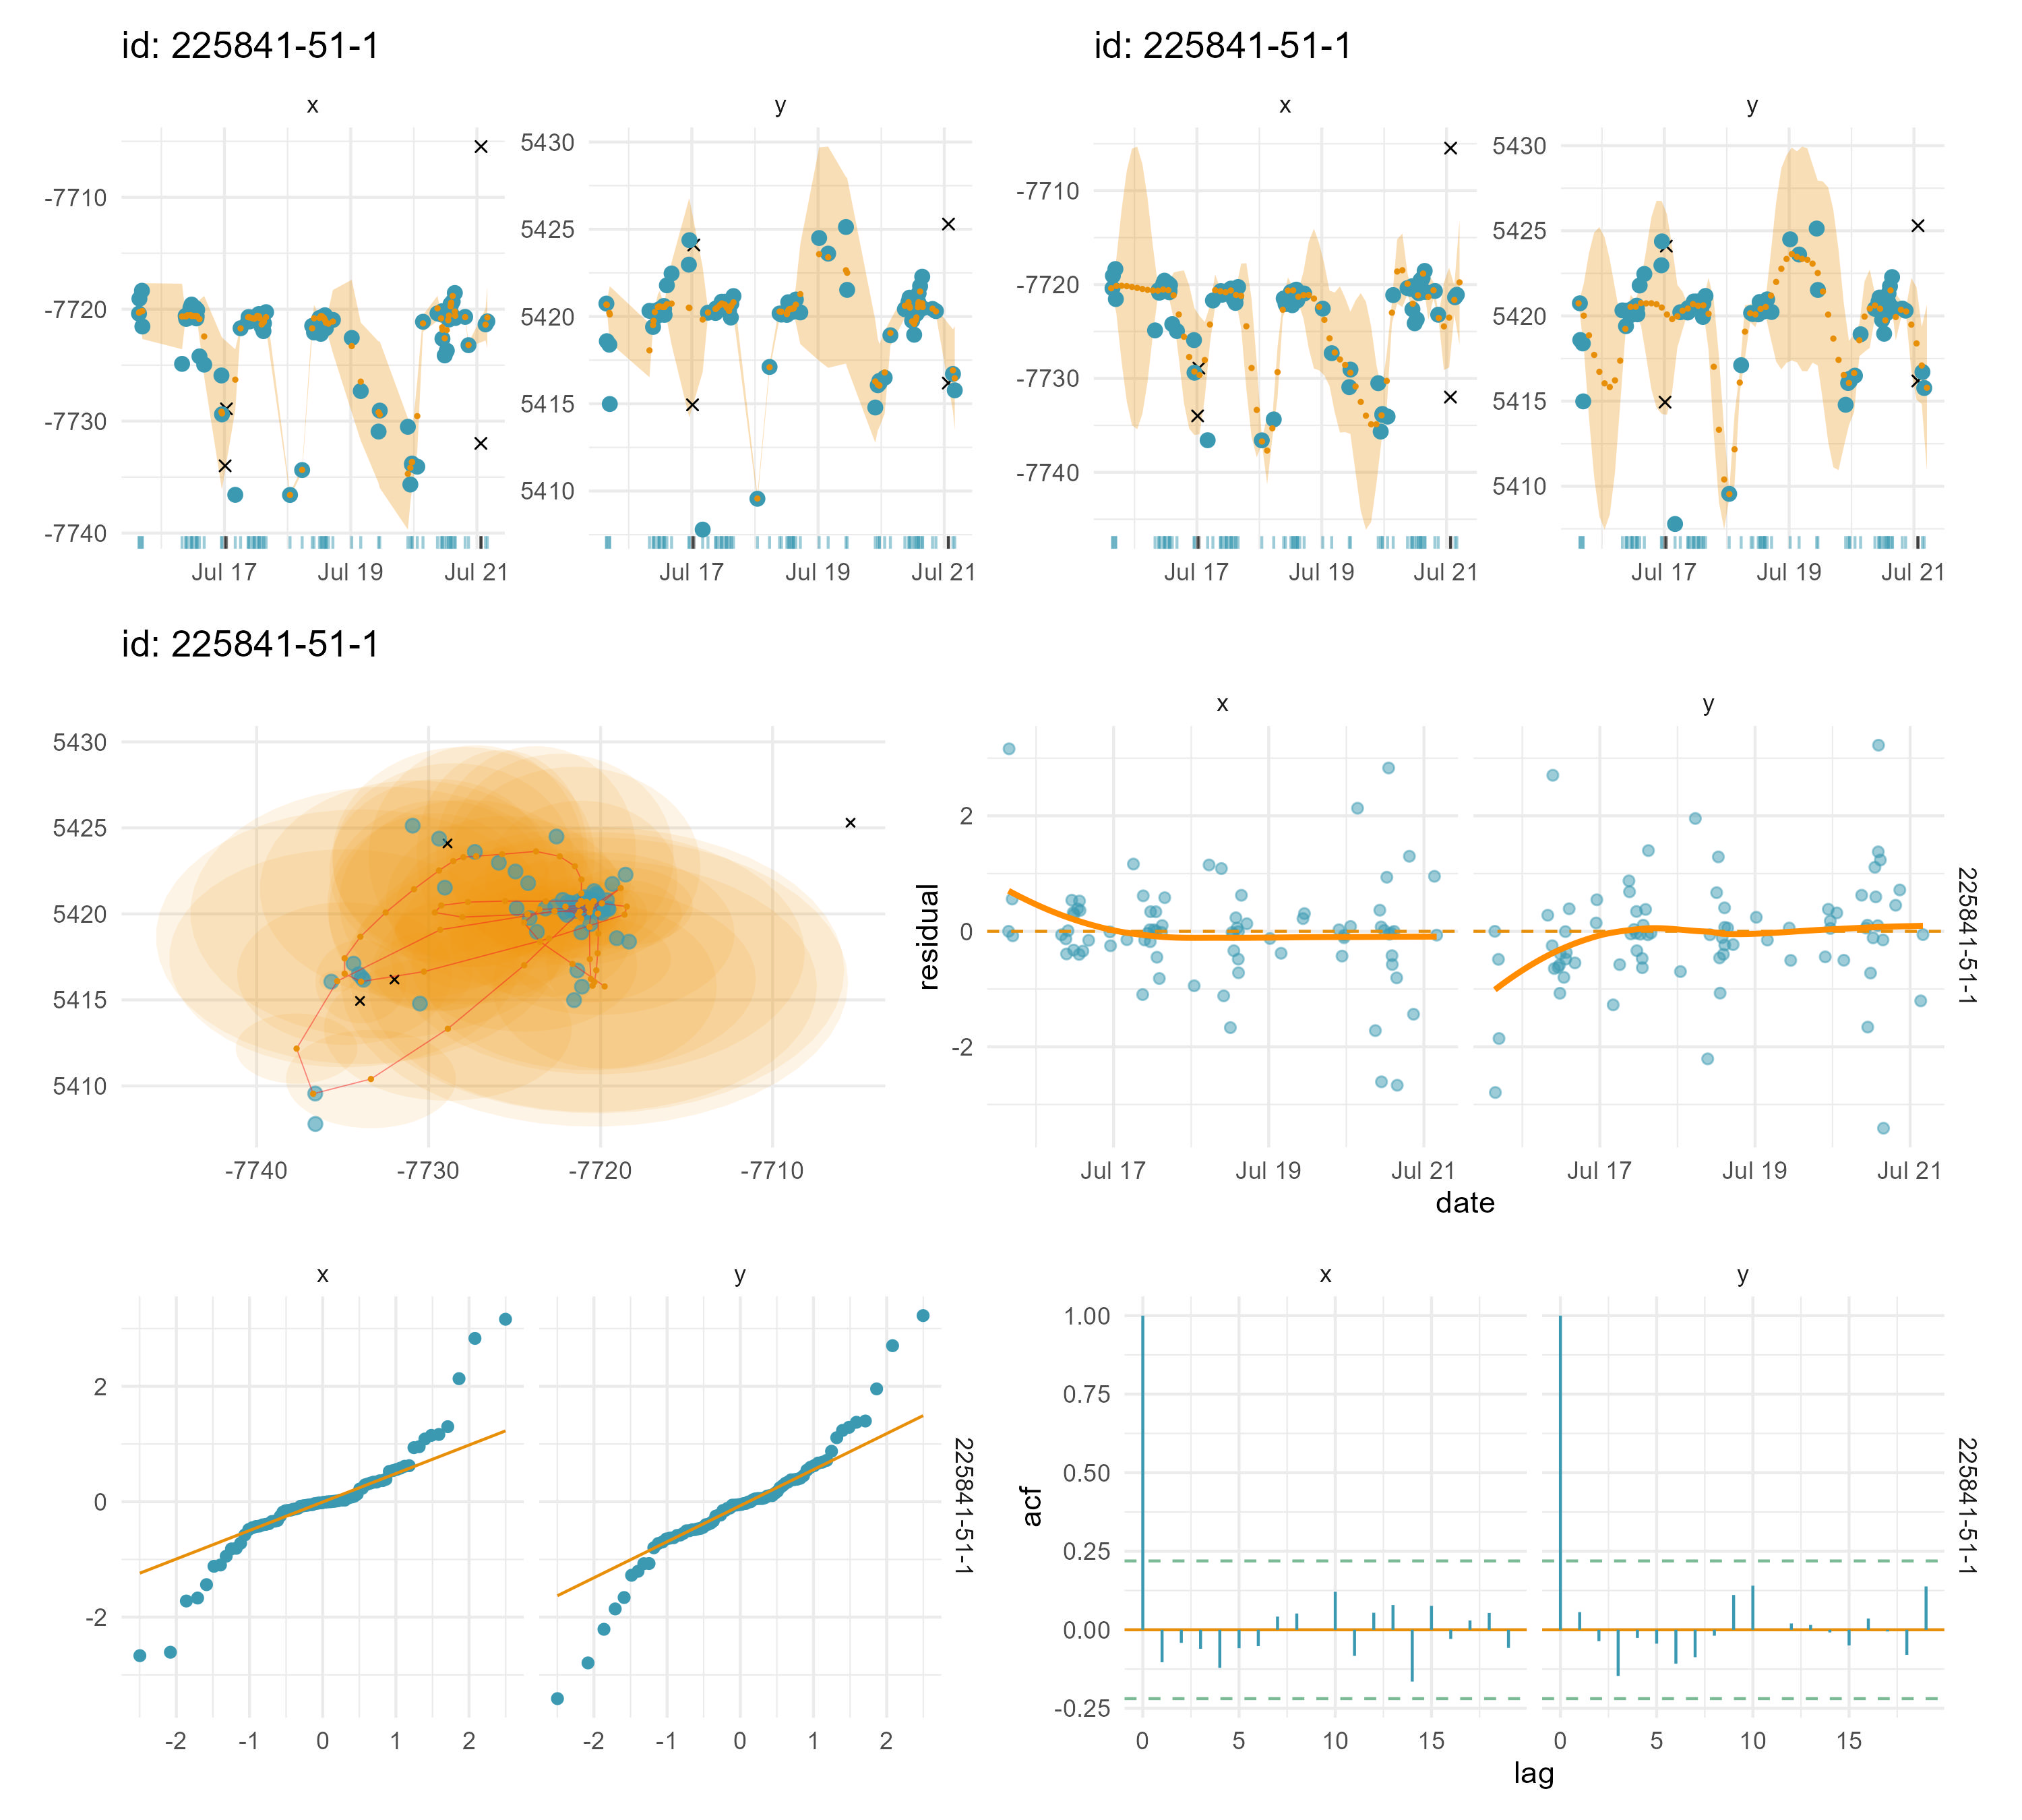 id: 225841-51-1
id: 225841-51-1
x
y
x
y
-7710
-7720
-7730
-7740
5430
5425
5420
5415
5410
-7710
-7720
-7730
-7740
5430
5425
5420
5415
5410
Jul 17 Jul 19 Jul 21
Jul 17 Jul 19 Jul 21
Jul 17 Jul 19 Jul 21
Jul 17 Jul 19 Jul 21
id: 225841-51-1
5430
5425
5420
5415
5410
-7740 -7730 -7720 -7710
x
y
residual
2
0
-2
225841-51-1
Jul 17 Jul 19 Jul 21
Jul 17 Jul 19 Jul 21
date
x
y
2
0
-2
225841-51-1
-2 -1 0 1 2
-2 -1 0 1 2
x
y
acf
1.00
0.75
0.50
0.25
0.00
-0.25
225841-51-1
0 5 10 15
0 5 10 15
lag